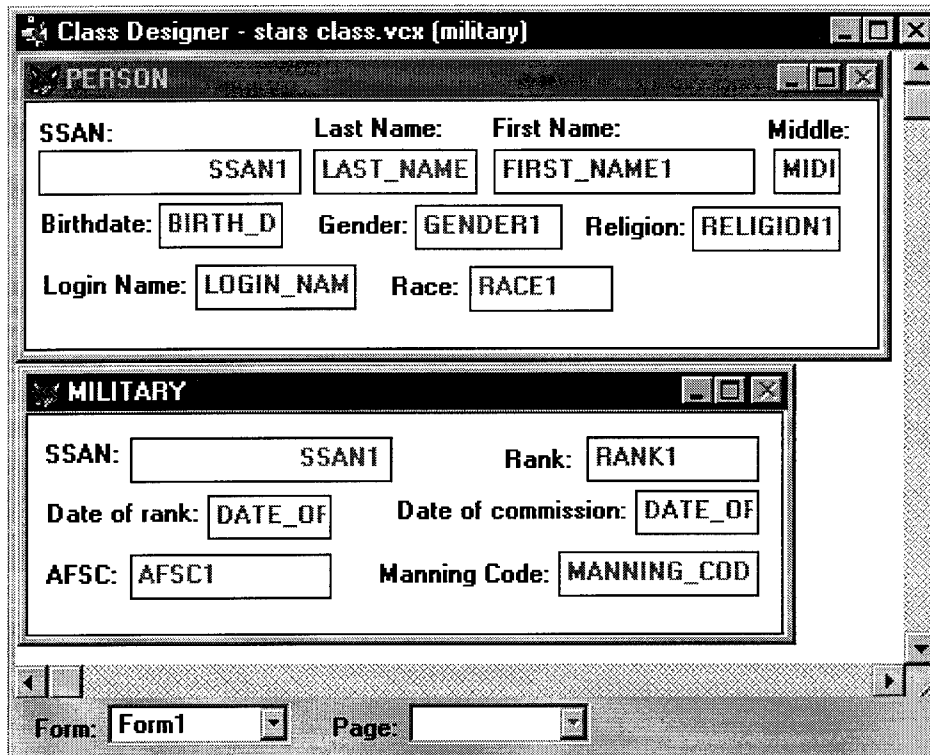 Class Designer - stars class.vcx (military)
PERSON
SSAN: Last Name: First Name: Middle:
SSAN1 LAST_NAME FIRST_NAME1 MIDI
Birthdate: BIRTH_D Gender: GENDER1 Religion: RELIGION1
Login Name: LOGIN_NAM Race: RACE1
MILITARY
SSAN: SSAN1 Rank: RANK1
Date of rank: DATE_OF Date of commission: DATE_OF
AFSC: AFSC1 Manning Code: MANNING_COD
Form: Form1 Page: